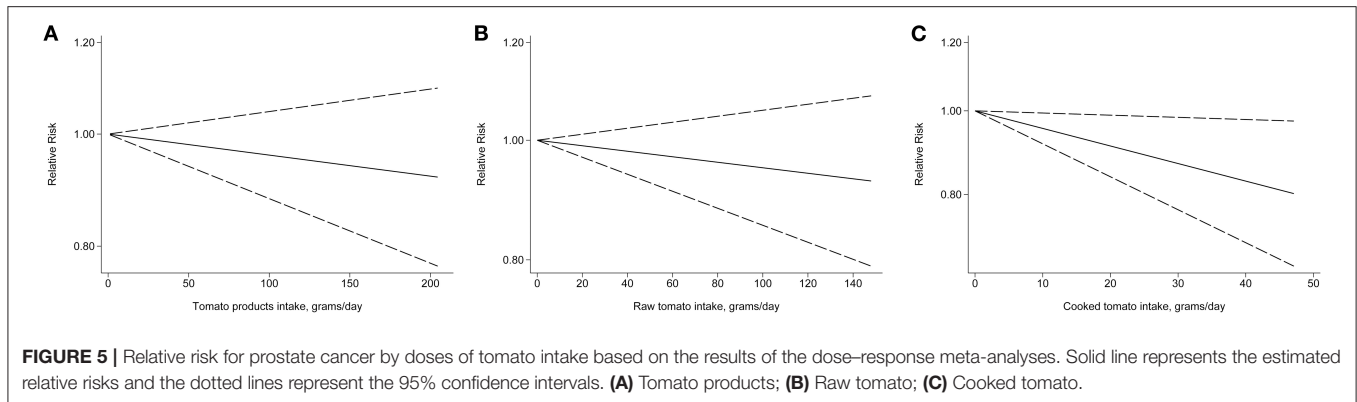 A
1.20
1.00
0.80
Relative Risk
0 50 100 150 200
Tomato products intake, grams/day
B
1.20
1.00
0.80
Relative Risk
0 20 40 60 80 100 120 140
Raw tomato intake, grams/day
C
1.20
1.00
0.80
Relative Risk
0 10 20 30 40 50
Cooked tomato intake, grams/day
FIGURE 5 | Relative risk for prostate cancer by doses of tomato intake based on the results of the dose–response meta-analyses. Solid line represents the estimated
relative risks and the dotted lines represent the 95% confidence intervals. (A) Tomato products; (B) Raw tomato; (C) Cooked tomato.